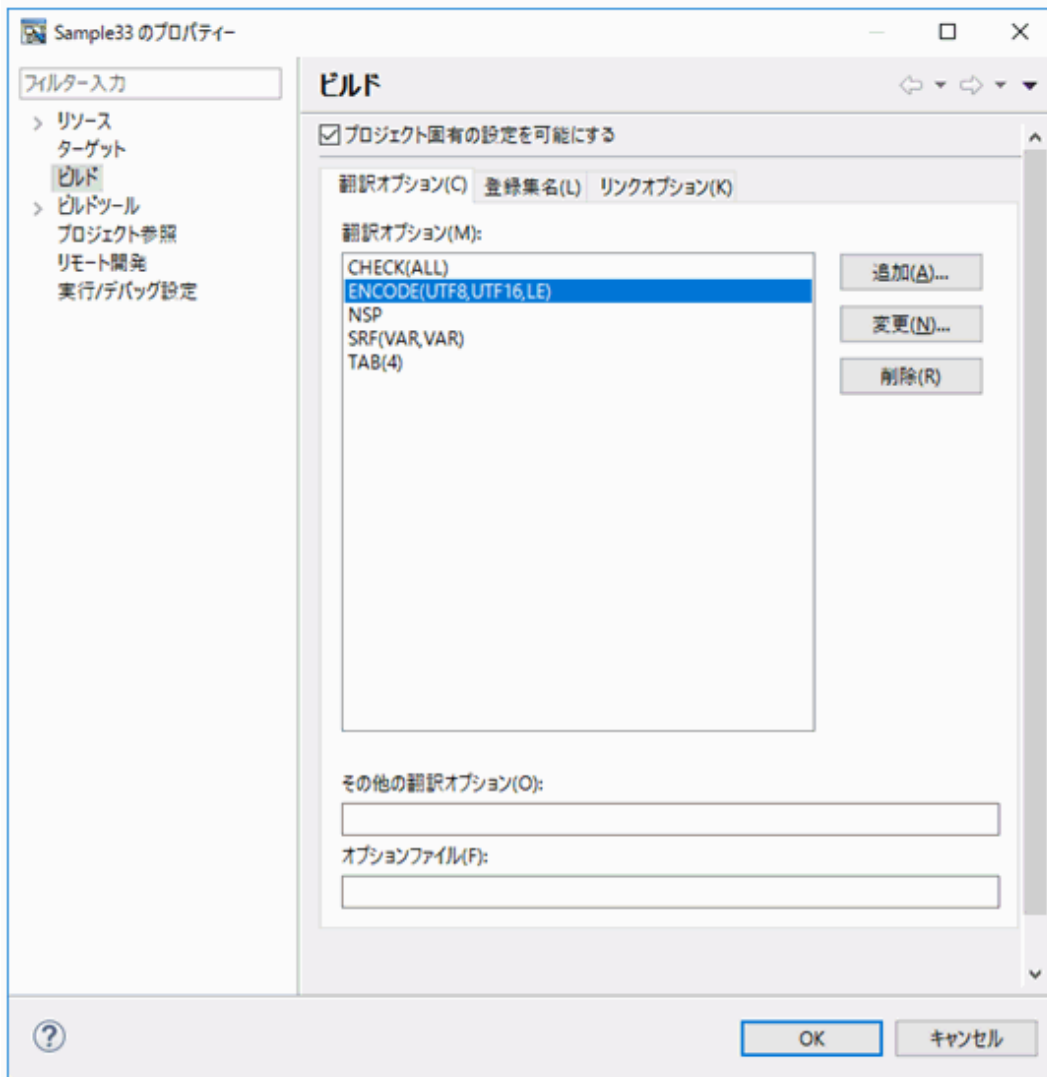 Sample33 のプロパティー
フィルター入力
リソース
ターゲット
ビルド
ビルドツール
プロジェクト参照
リモート開発
実行/デバッグ設定
ビルド
プロジェクト固有の設定を可能にする
翻訳オプション(C) 登録集名(L) リンクオプション(K)
翻訳オプション(M):
CHECK(ALL)
ENCODE(UTF8,UTF16,LE)
NSP
SRF(VAR,VAR)
TAB(4)
追加(A)...
変更(N)...
削除(R)
その他の翻訳オプション(O):
オプションファイル(F):
OK キャンセル